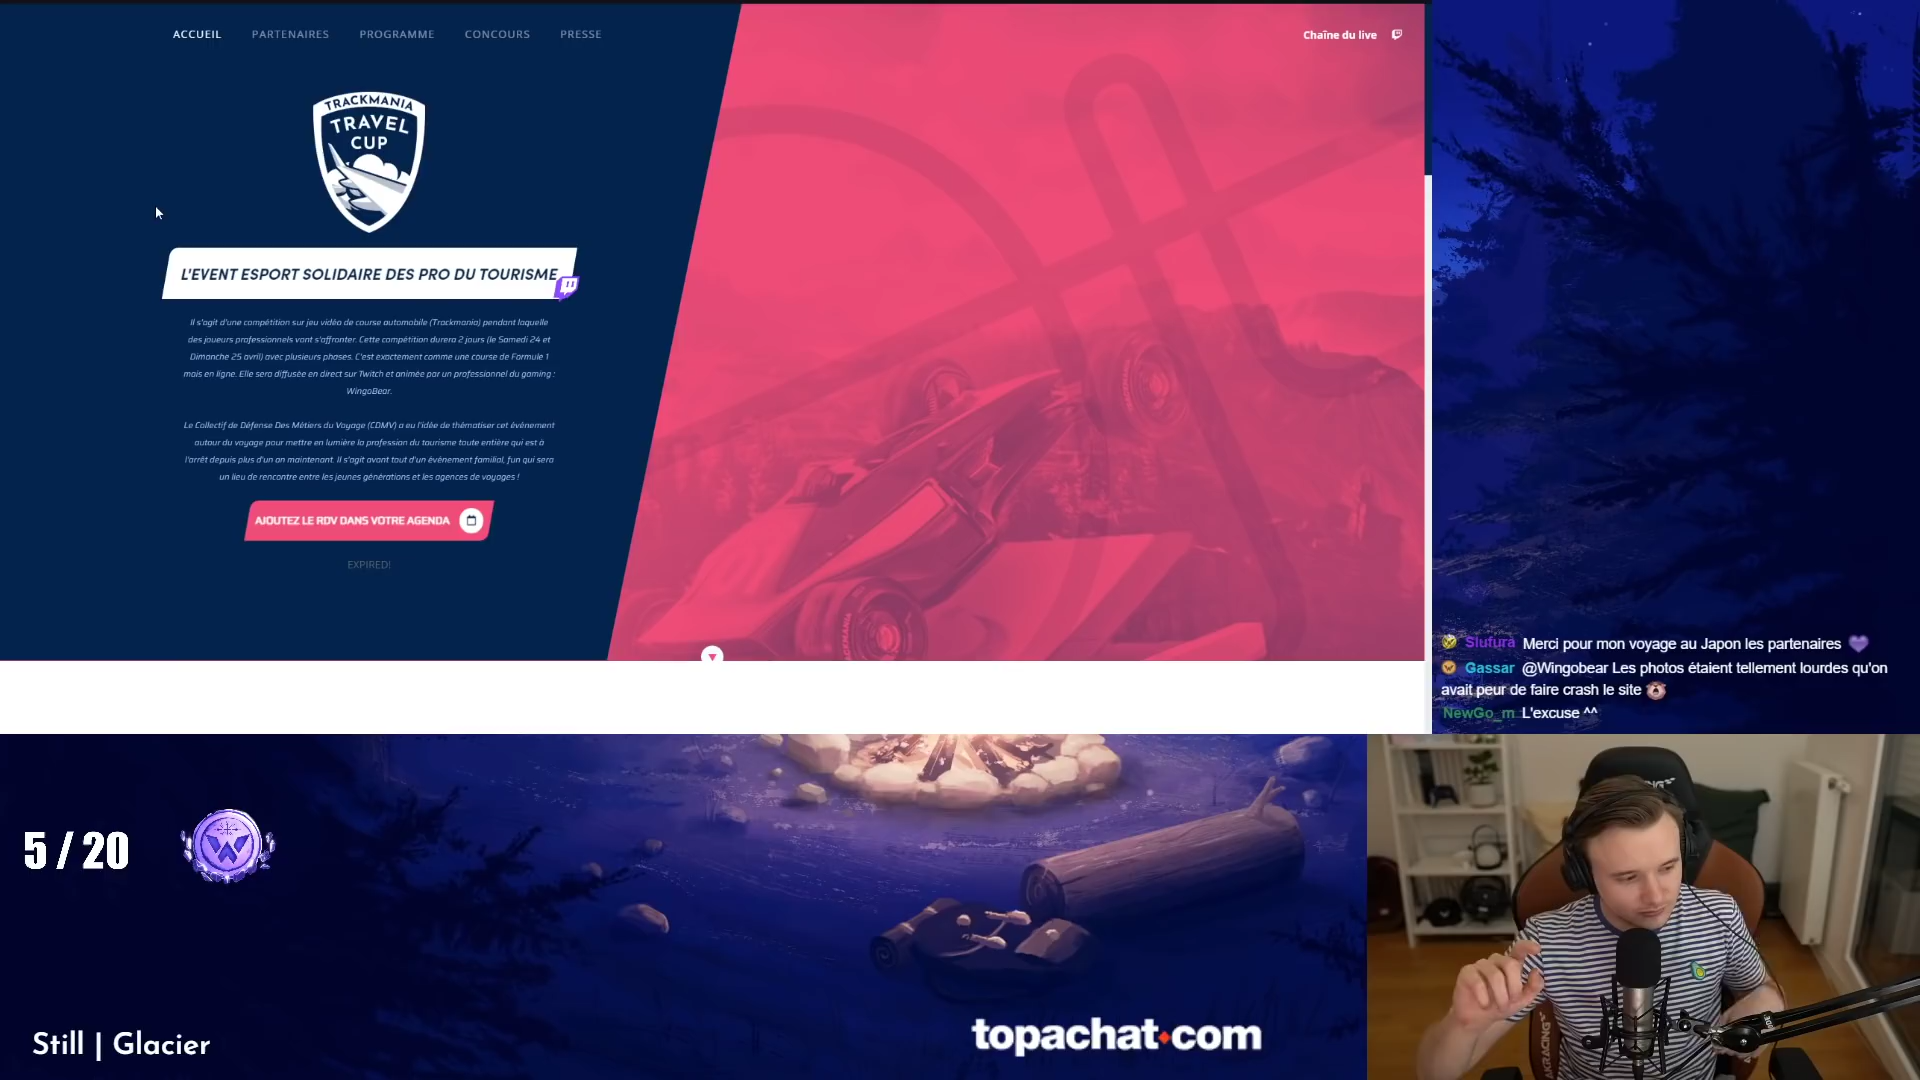 ACCUEIL PARTENAIRES PROGRAMME CONCOURS PRESSE
Chaîne du live
TRACKMANIA
TRAVEL
CUP
L'EVENT ESPORT SOLIDAIRE DES PRO DU TOURISME
Il s'agit d'une compétition sur jeu vidéo de course automobile (Trackmania) pendant laquelle
des joueurs professionnels vont s'affronter. Cette compétition durera 2 jours (le Samedi 24 et
Dimanche 25 avril) avec plusieurs phases. C'est exactement comme une course de Formule 1
mais en ligne. Elle sera diffusée en direct sur Twitch et animée par un professionnel du gaming :
WingoBear.
Le Collectif de Défense Des Métiers du Voyage (CDMV) a eu l'idée de thématiser cet évènement
autour du voyage pour mettre en lumière la profession du tourisme toute entière qui est à
l'arrêt depuis plus d'un an maintenant. Il s'agit avant tout d'un évènement familial, fun qui sera
un lieu de rencontre entre les jeunes générations et les agences de voyages !
AJOUTEZ LE RDV DANS VOTRE AGENDA
EXPIRED!
Slufura Merci pour mon voyage au Japon les partenaires
Gassar @Wingobear Les photos étaient tellement lourdes qu'on
avait peur de faire crash le site
NewGo_m L'excuse ^^
5 / 20
Still | Glacier
topachat.com
AKRACING